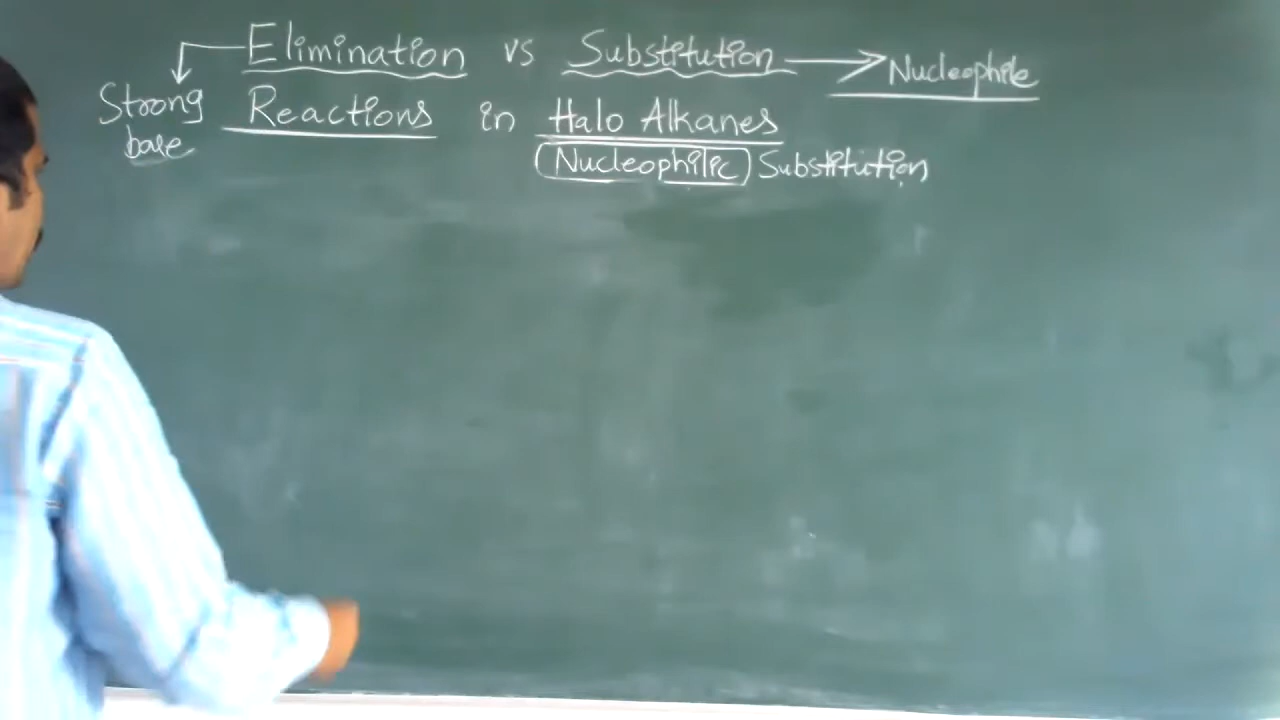 Elimination vs Substitution → Nucleophile
Strong Reactions in Halo Alkanes
base
Nucleophilic Substitution